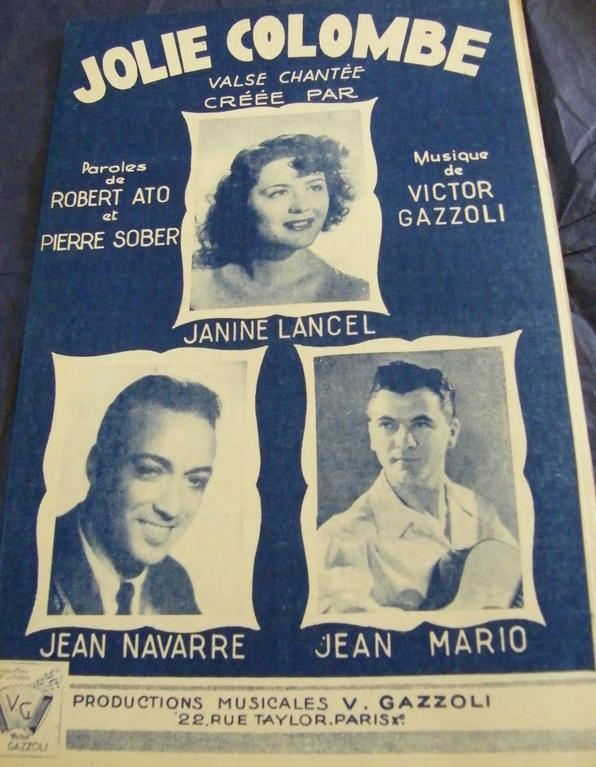 JOLIE COLOMBE
VALSE CHANTÉE
CRÉÉE PAR
Paroles
de
ROBERT ATO
et
PIERRE SOBER
Musique
de
VICTOR
GAZZOLI
JANINE LANCEL
JEAN NAVARRE
JEAN MARIO
PRODUCTIONS MUSICALES V. GAZZOLI
22, RUE TAYLOR. PARIS Xe
VG
Victor
GAZZOLI